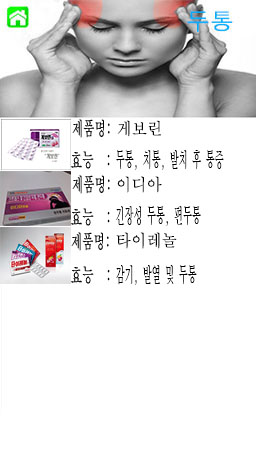 두통
제품명: 게보린
효능 : 두통, 치통, 발치 후 통증
제품명: 이디아
효능 : 긴장성 두통, 편두통
제품명: 타이레놀
효능 : 감기, 발열 및 두통